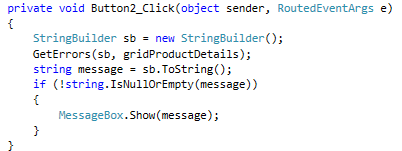 private void Button2_Click(object sender, RoutedEventArgs e)
{
    StringBuilder sb = new StringBuilder();
    GetErrors(sb, gridProductDetails);
    string message = sb.ToString();
    if (!string.IsNullOrEmpty(message))
    {
        MessageBox.Show(message);
    }
}